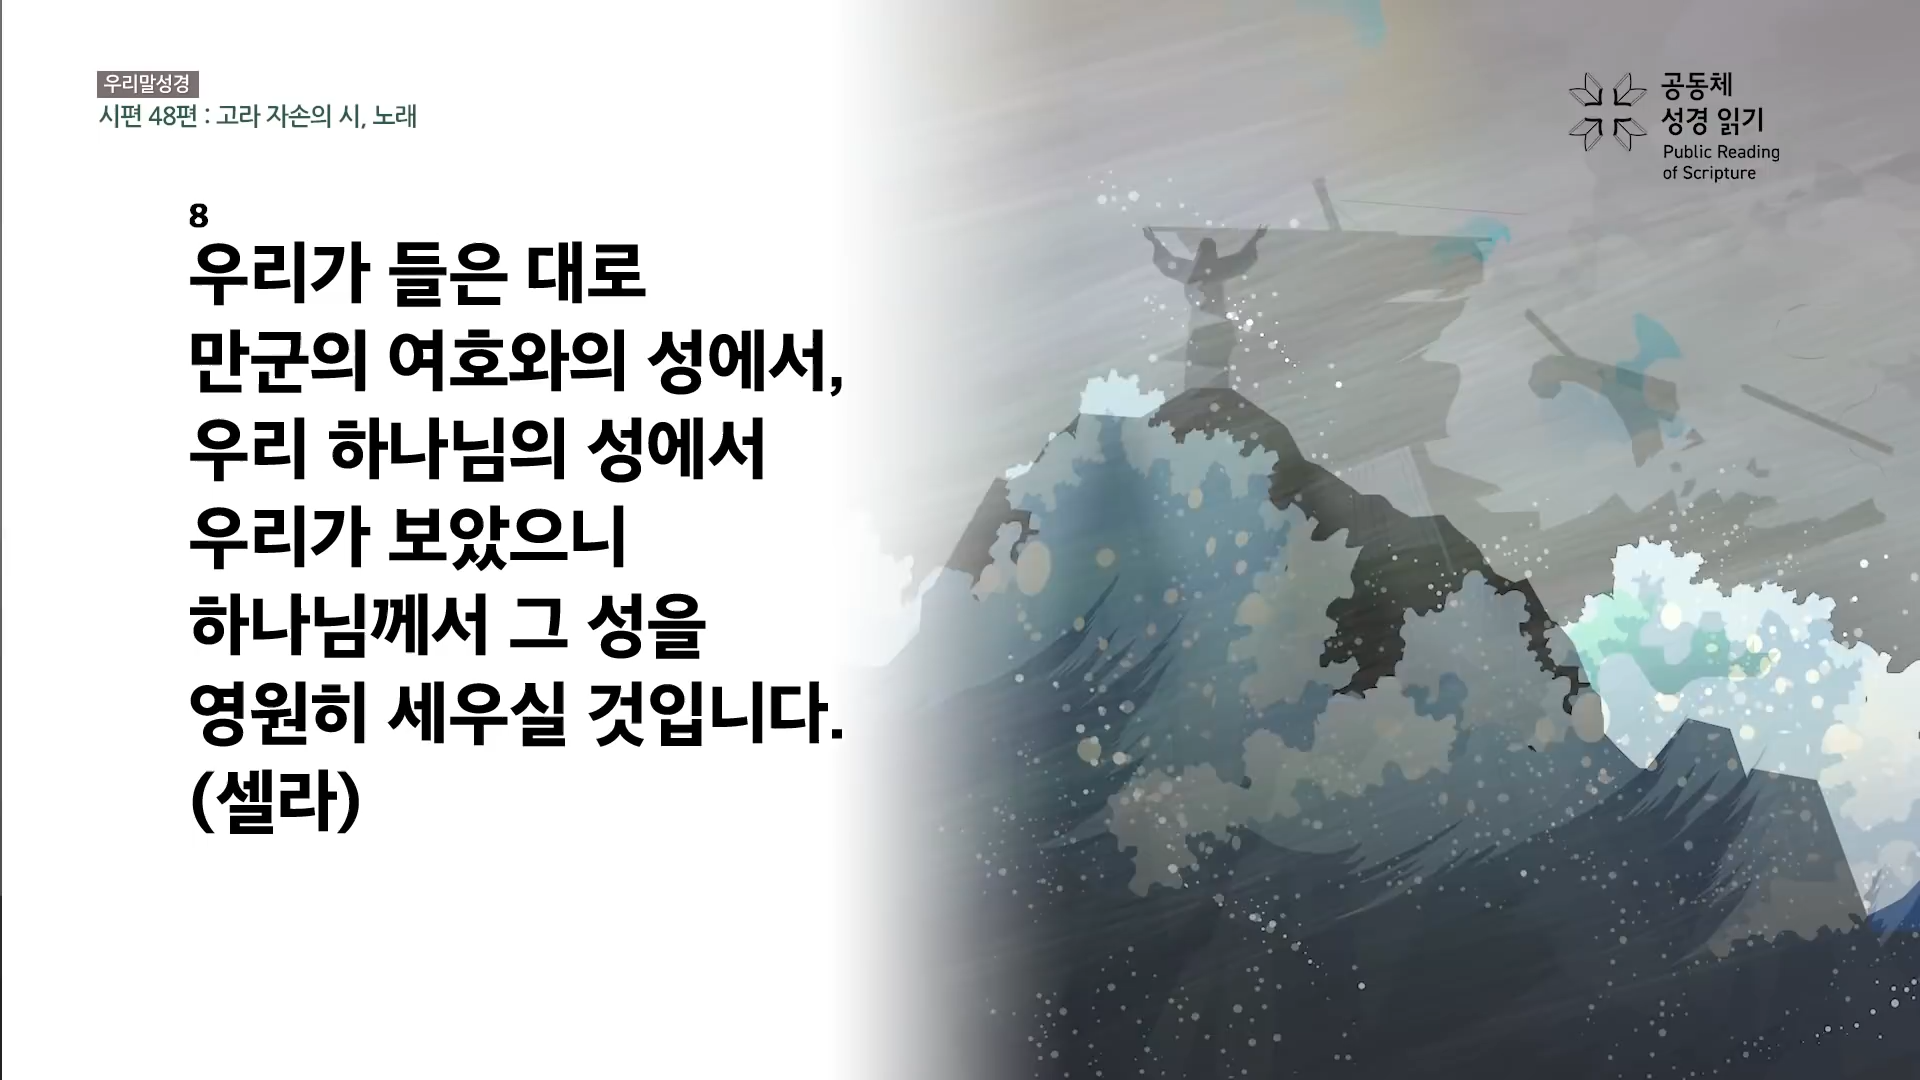 우리말성경
시편 48편 : 고라 자손의 시, 노래
공동체
성경 읽기
Public Reading
of Scripture
8
우리가 들은 대로
만군의 여호와의 성에서,
우리 하나님의 성에서
우리가 보았으니
하나님께서 그 성을
영원히 세우실 것입니다.
(셀라)